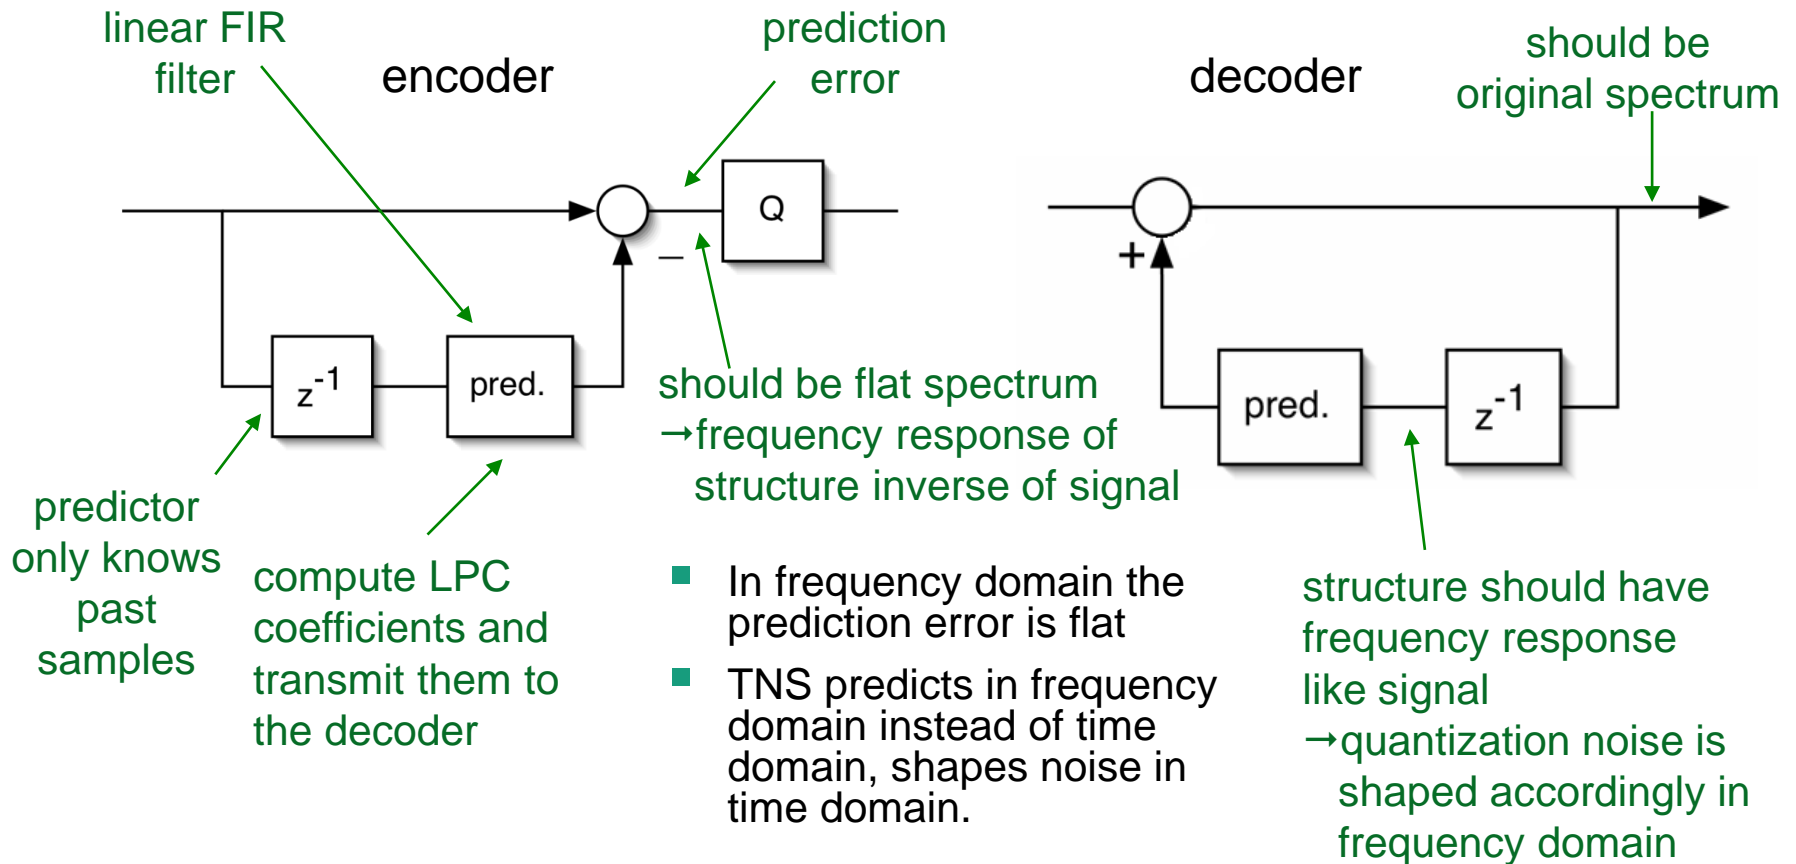 linear FIR
filter
encoder
prediction
error
decoder
should be
original spectrum
Q
−
+
z-1
pred.
pred.
z-1
should be flat spectrum
→frequency response of
structure inverse of signal
predictor
only knows
past
samples
compute LPC
coefficients and
transmit them to
the decoder
In frequency domain the
prediction error is flat
TNS predicts in frequency
domain instead of time
domain, shapes noise in
time domain.
structure should have
frequency response
like signal
→quantization noise is
shaped accordingly in
frequency domain